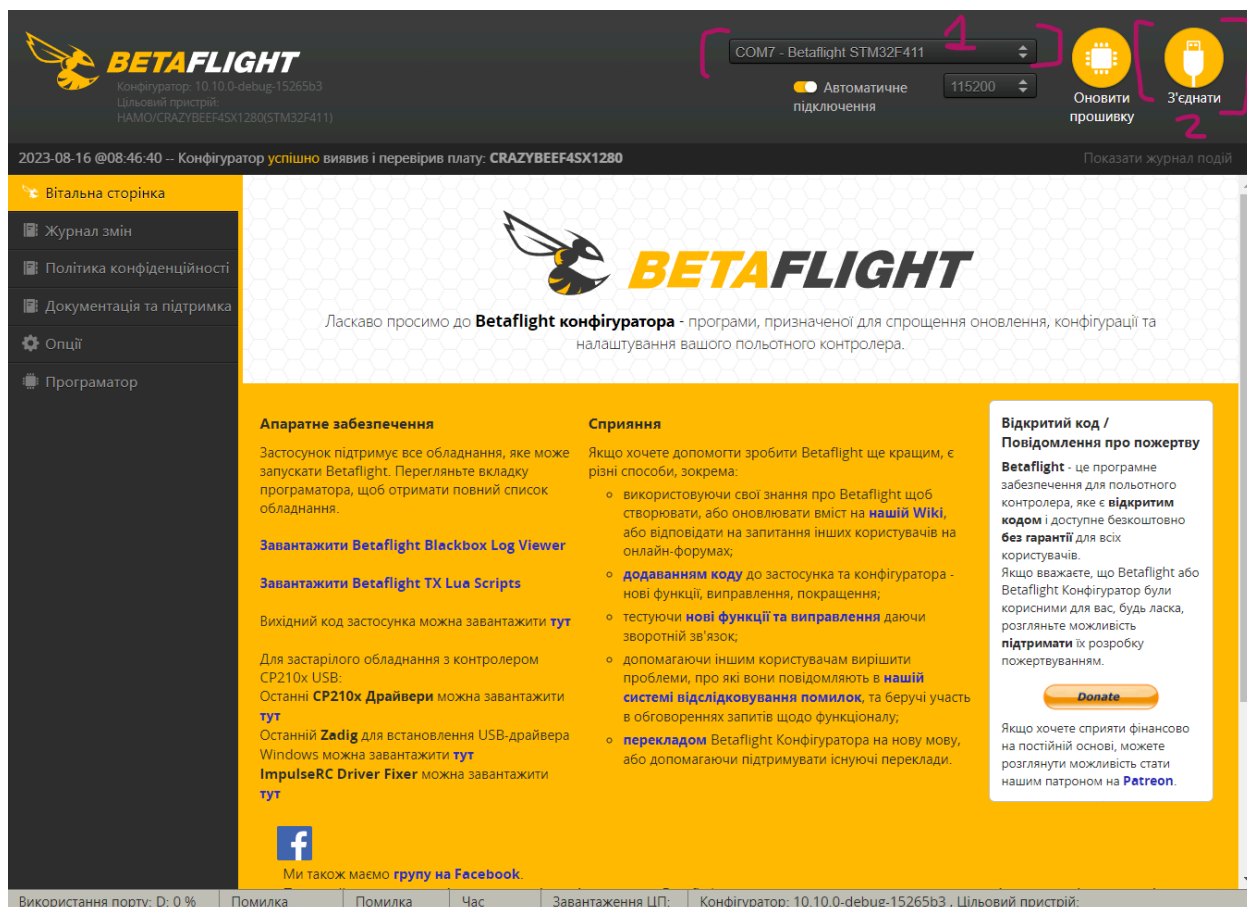 BETAFLIGHT
Конфігуратор: 10.10.0-debug-15265b3
Цільовий пристрій:
HAMO/CRAZYBEEF4SX1280(STM32F411)
COM7 - Betaflight STM32F411
1
Автоматичне
підключення
115200
Оновити
прошивку
З'єднати
2
2023-08-16 @08:46:40 -- Конфігуратор успішно виявив і перевірив плату: CRAZYBEEF4SX1280
Показати журнал подій
Вітальна сторінка
Журнал змін
Політика конфіденційності
Документація та підтримка
Опції
Програматор
BETAFLIGHT
Ласкаво просимо до Betaflight конфігуратора - програми, призначеної для спрощення оновлення, конфігурації та
налаштування вашого польотного контролера.
Апаратне забезпечення
Застосунок підтримує все обладнання, яке може
запускати Betaflight. Перегляньте вкладку
програматора, щоб отримати повний список
обладнання.
Завантажити Betaflight Blackbox Log Viewer
Завантажити Betaflight TX Lua Scripts
Вихідний код застосунка можна завантажити тут
Для застарілого обладнання з контролером
CP210x USB:
Останні CP210x Драйвери можна завантажити
тут
Останній Zadig для встановлення USB-драйвера
Windows можна завантажити тут
ImpulseRC Driver Fixer можна завантажити
тут
Сприяння
Якщо хочете допомогти зробити Betaflight ще кращим, є
різні способи, зокрема:
використовуючи свої знання про Betaflight щоб
створювати, або оновлювати вміст на нашій Wiki,
або відповідати на запитання інших користувачів на
онлайн-форумах;
додаванням коду до застосунка та конфігуратора -
нові функції, виправлення, покращення;
тестуючи нові функції та виправлення даючи
зворотній зв'язок;
допомагаючи іншим користувачам вирішити
проблеми, про які вони повідомляють в нашій
системі відслідковування помилок, та беручі участь
в обговореннях запитів щодо функціоналу;
перекладом Betaflight Конфігуратора на нову мову,
або допомагаючи підтримувати існуючі переклади.
Відкритий код /
Повідомлення про пожертву
Betaflight - це програмне
забезпечення для польотного
контролера, яке є відкритим
кодом і доступне безкоштовно
без гарантії для всіх
користувачів.
Якщо вважаєте, що Betaflight або
Betaflight Конфігуратор були
корисними для вас, будь ласка,
розгляньте можливість
підтримати їх розробку
пожертвуванням.
Donate
Якщо хочете сприяти фінансово
на постійній основі, можете
розглянути можливість стати
нашим патроном на Patreon.
Ми також маємо групу на Facebook.
Використання порту: D: 0 %
Помилка
Помилка
Час
Завантаження ЦП:
Конфігуратор: 10.10.0-debug-15265b3 , Цільовий пристрій: